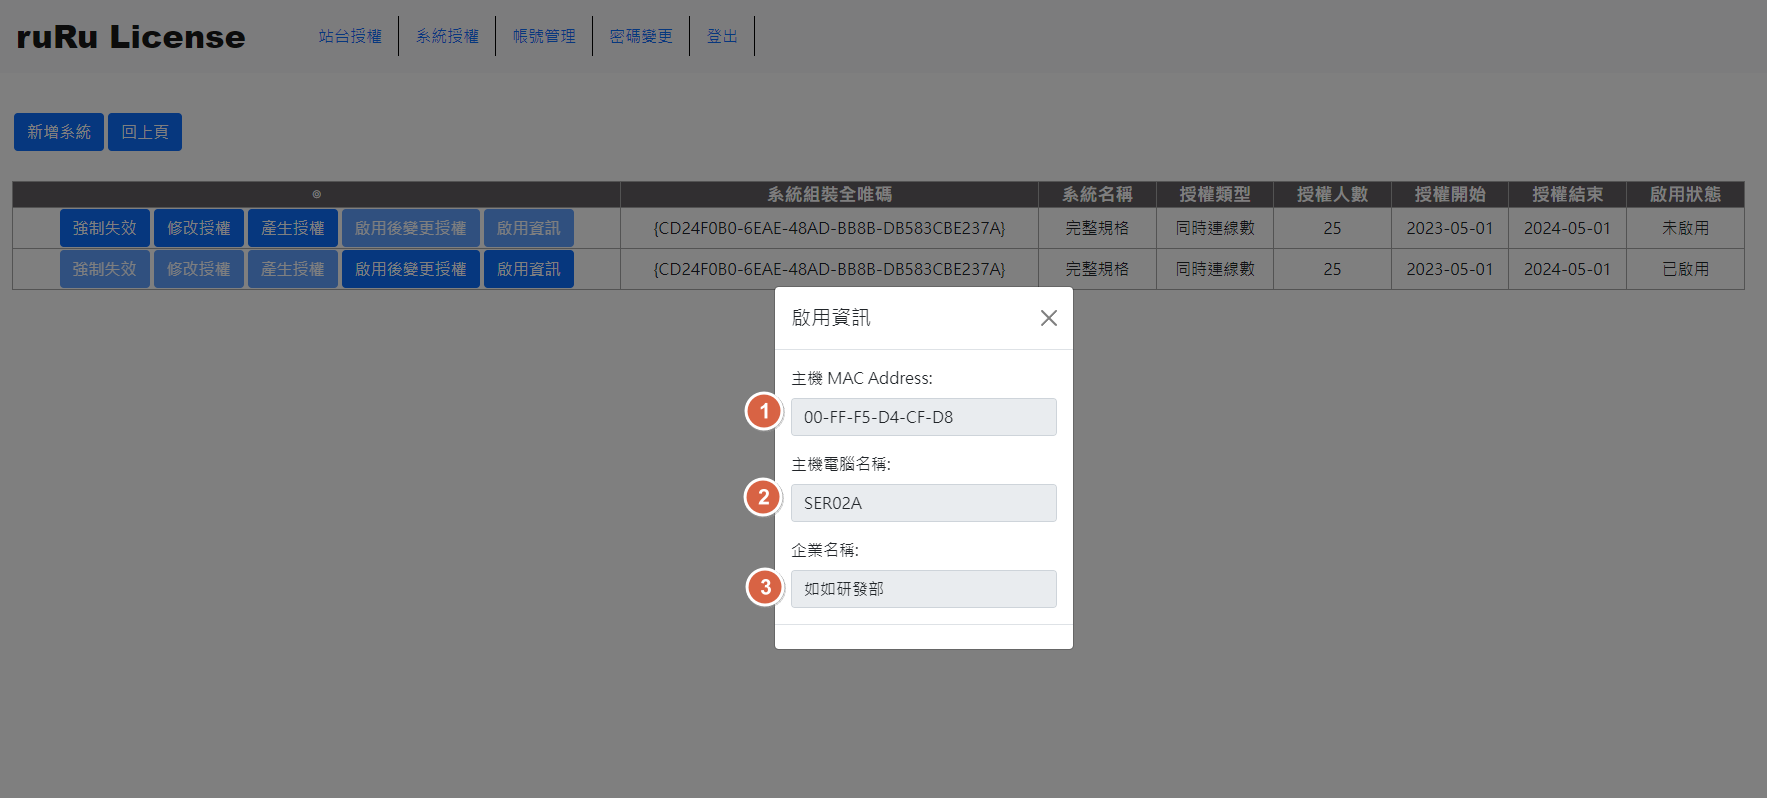 ruRu License 站台授權 系統授權 帳號管理 密碼變更 登出
新增系統 回上頁
◎ 系統組裝全唯碼 系統名稱 授權類型 授權人數 授權開始 授權結束 啟用狀態
強制失效 修改授權 產生授權 啟用後變更授權 啟用資訊 {CD24F0B0-6EAE-48AD-BB8B-DB583CBE237A} 完整規格 同時連線數 25 2023-05-01 2024-05-01 未啟用
強制失效 修改授權 產生授權 啟用後變更授權 啟用資訊 {CD24F0B0-6EAE-48AD-BB8B-DB583CBE237A} 完整規格 同時連線數 25 2023-05-01 2024-05-01 已啟用
啟用資訊
主機 MAC Address:
1 00-FF-F5-D4-CF-D8
主機電腦名稱:
2 SER02A
企業名稱:
3 如如研發部